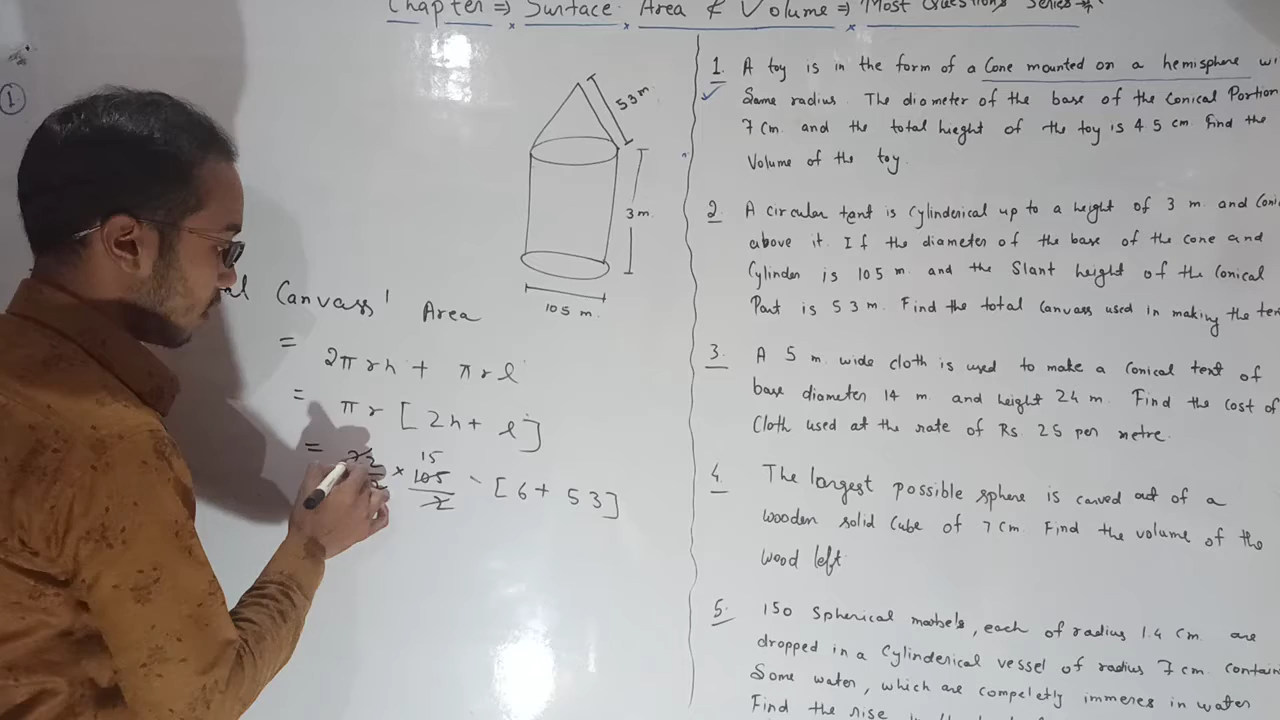 Chapter ⇒ Surface Area & Volume ⇒ Most Questions Series
1
53 m
3 m.
105 m.
Canvass' Area
= 2πrh + πrl
= πr [2h + l]
= 22 × 15 105/2 [6 + 53]
1. A toy is in the form of a Cone mounted on a hemisphere
Same radius. The diameter of the base of the Conical Portion
7 cm. and the total hieght of the toy is 4 5 cm. Find the
Volume of the toy.
2. A circular tent is Cylinderical up to a height of 3 m. and
above it. If the diameter of the base of the cone and
Cylinder is 105 m. and the Slant height of the Conical
Part is 53 m. Find the total Canvass used in making the
3. A 5 m. wide cloth is used to make a Conical tent of
base diameter 14 m. and height 24 m. Find the cost of
Cloth used at the rate of Rs 25 per metre.
4. The largest possible sphere is carved out of a
wooden solid Cube of 7 Cm. Find the volume of the
wood left.
5. 150 Spherical marbels, each of radius 1.4 Cm. are
dropped in a Cylinderical vessel of radius 7 cm.
Some water, which are compeletly immeres in water
Find the rise